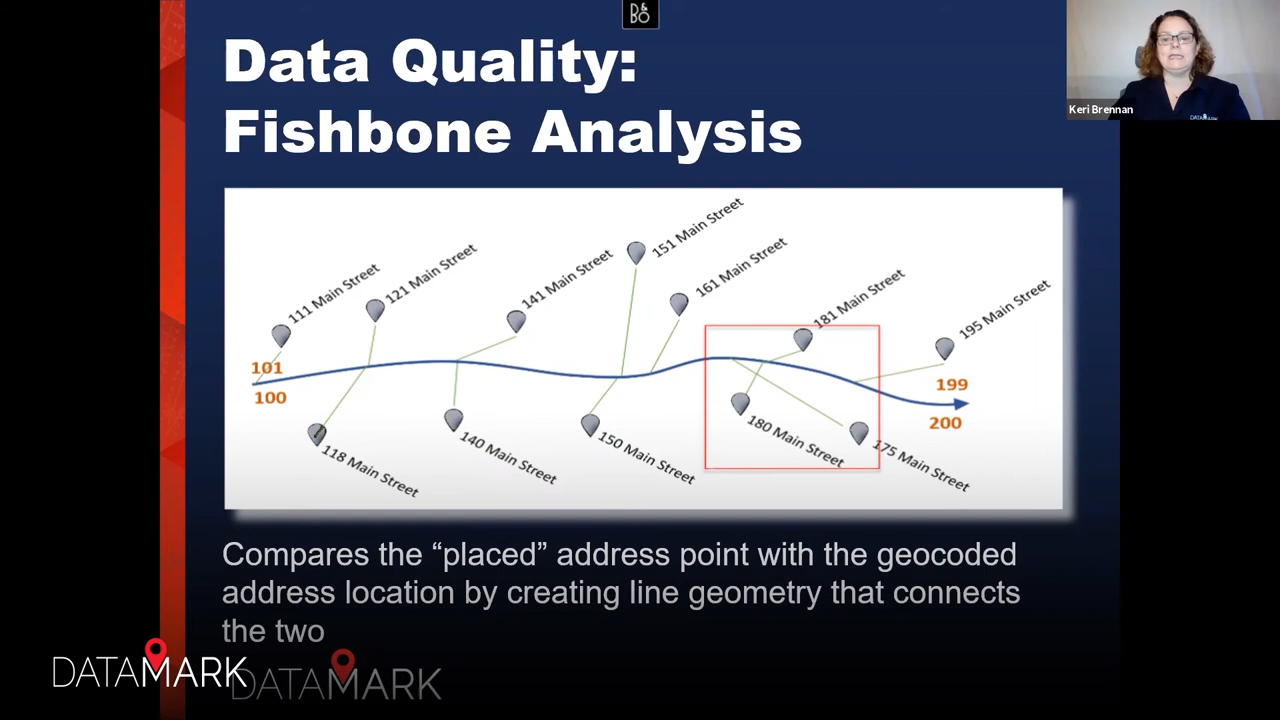 B&O
Data Quality:
Fishbone Analysis
Keri Brennan
DATAMARK
111 Main Street
121 Main Street
141 Main Street
151 Main Street
161 Main Street
181 Main Street
195 Main Street
101
100
199
200
118 Main Street
140 Main Street
150 Main Street
180 Main Street
175 Main Street
Compares the “placed” address point with the geocoded
address location by creating line geometry that connects
the two
DATAMARK
DATAMARK